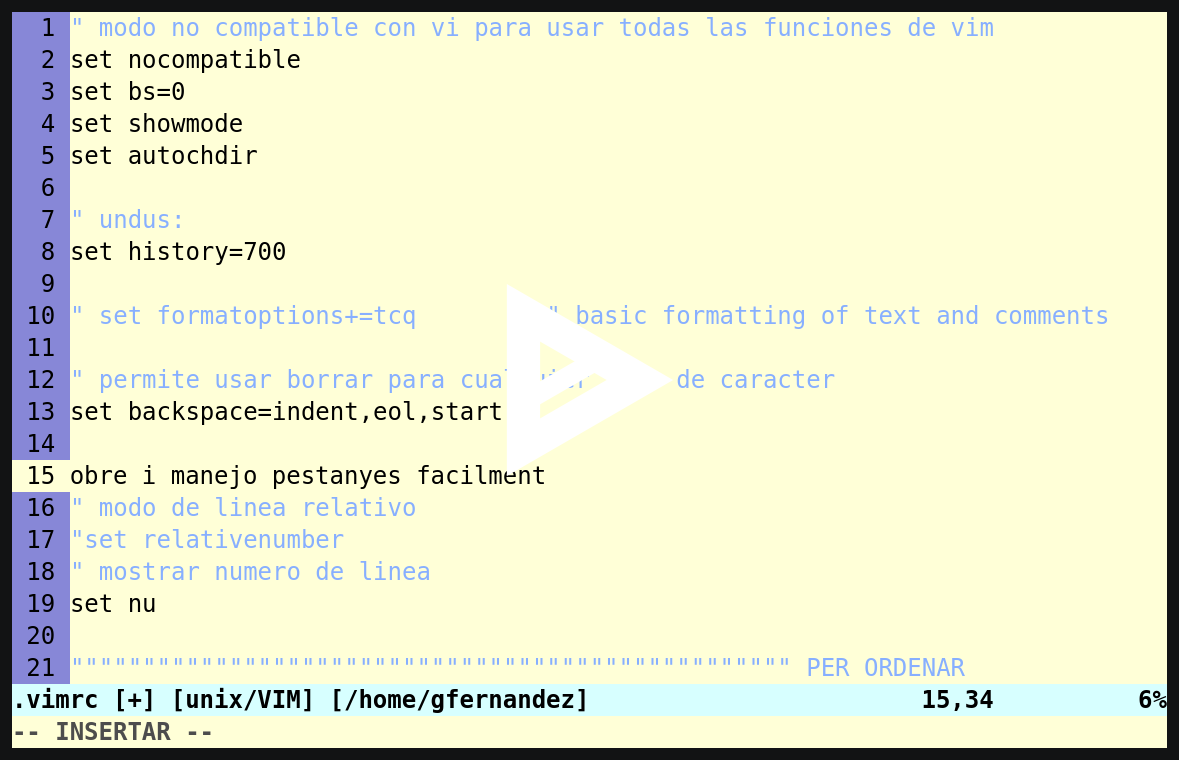 1 " modo no compatible con vi para usar todas las funciones de vim
2 set nocompatible
3 set bs=0
4 set showmode
5 set autochdir
6
7 " undus:
8 set history=700
9
10 " set formatoptions+=tcq         " basic formatting of text and comments
11
12 " permite usar borrar para de caracter
13 set backspace=indent,eol,start
14
15 obre i manejo pestanyes facilment
16 " modo de linea relativo
17 "set relativenumber
18 " mostrar numero de linea
19 set nu
20
21 """""""""""""""""""""""""""""""""""""""""""""""""" PER ORDENAR
.vimrc [+] [unix/VIM] [/home/gfernandez] 15,34 6%
-- INSERTAR --